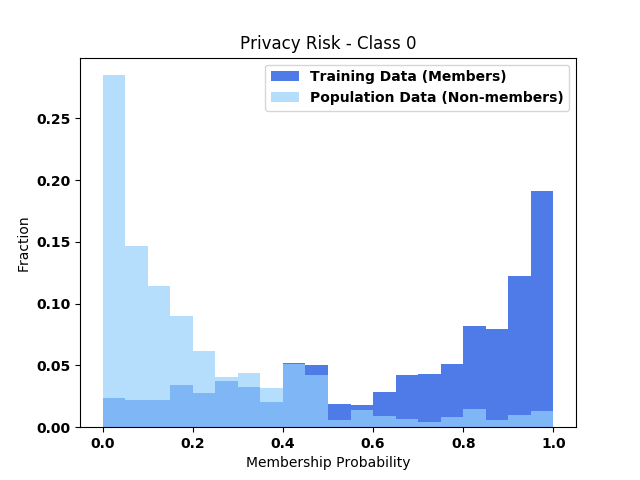 Privacy Risk - Class 0
Training Data (Members)
Population Data (Non-members)
0.25
0.20
0.15
0.10
0.05
0.00
Fraction
0.0 0.2 0.4 0.6 0.8 1.0
Membership Probability